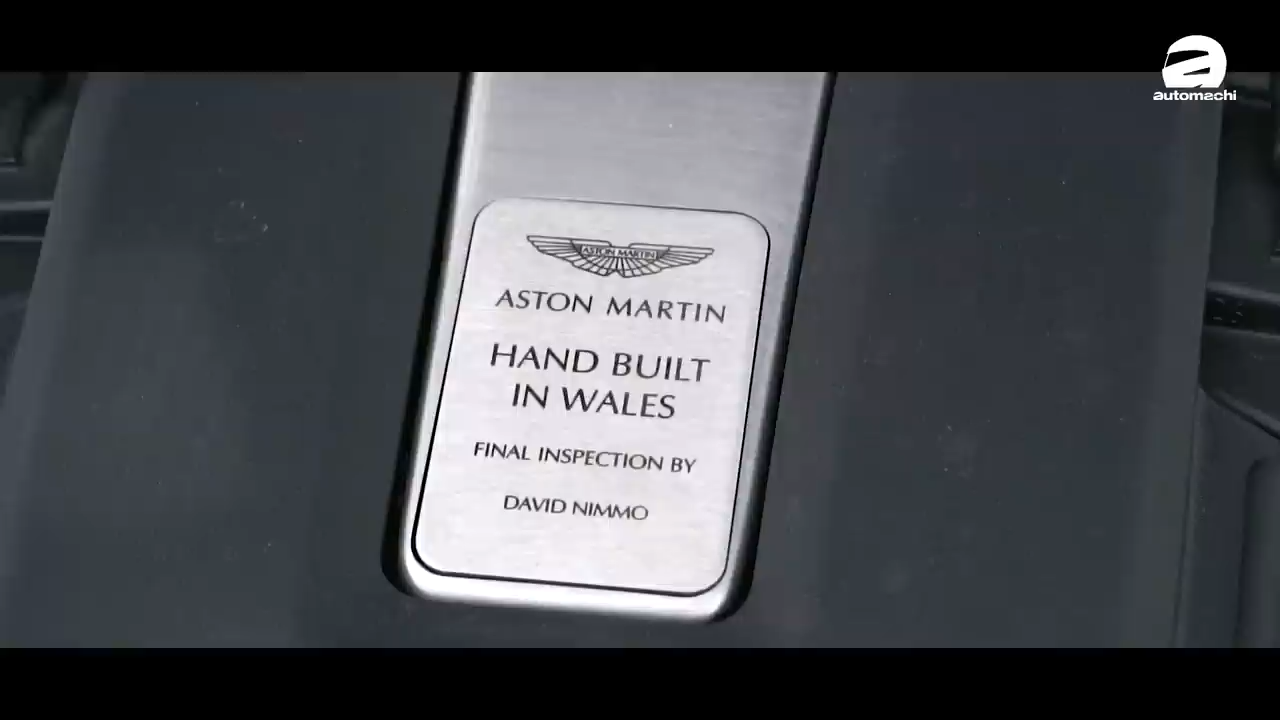 automachi
ASTON MARTIN
ASTON MARTIN
HAND BUILT
IN WALES
FINAL INSPECTION BY
DAVID NIMMO